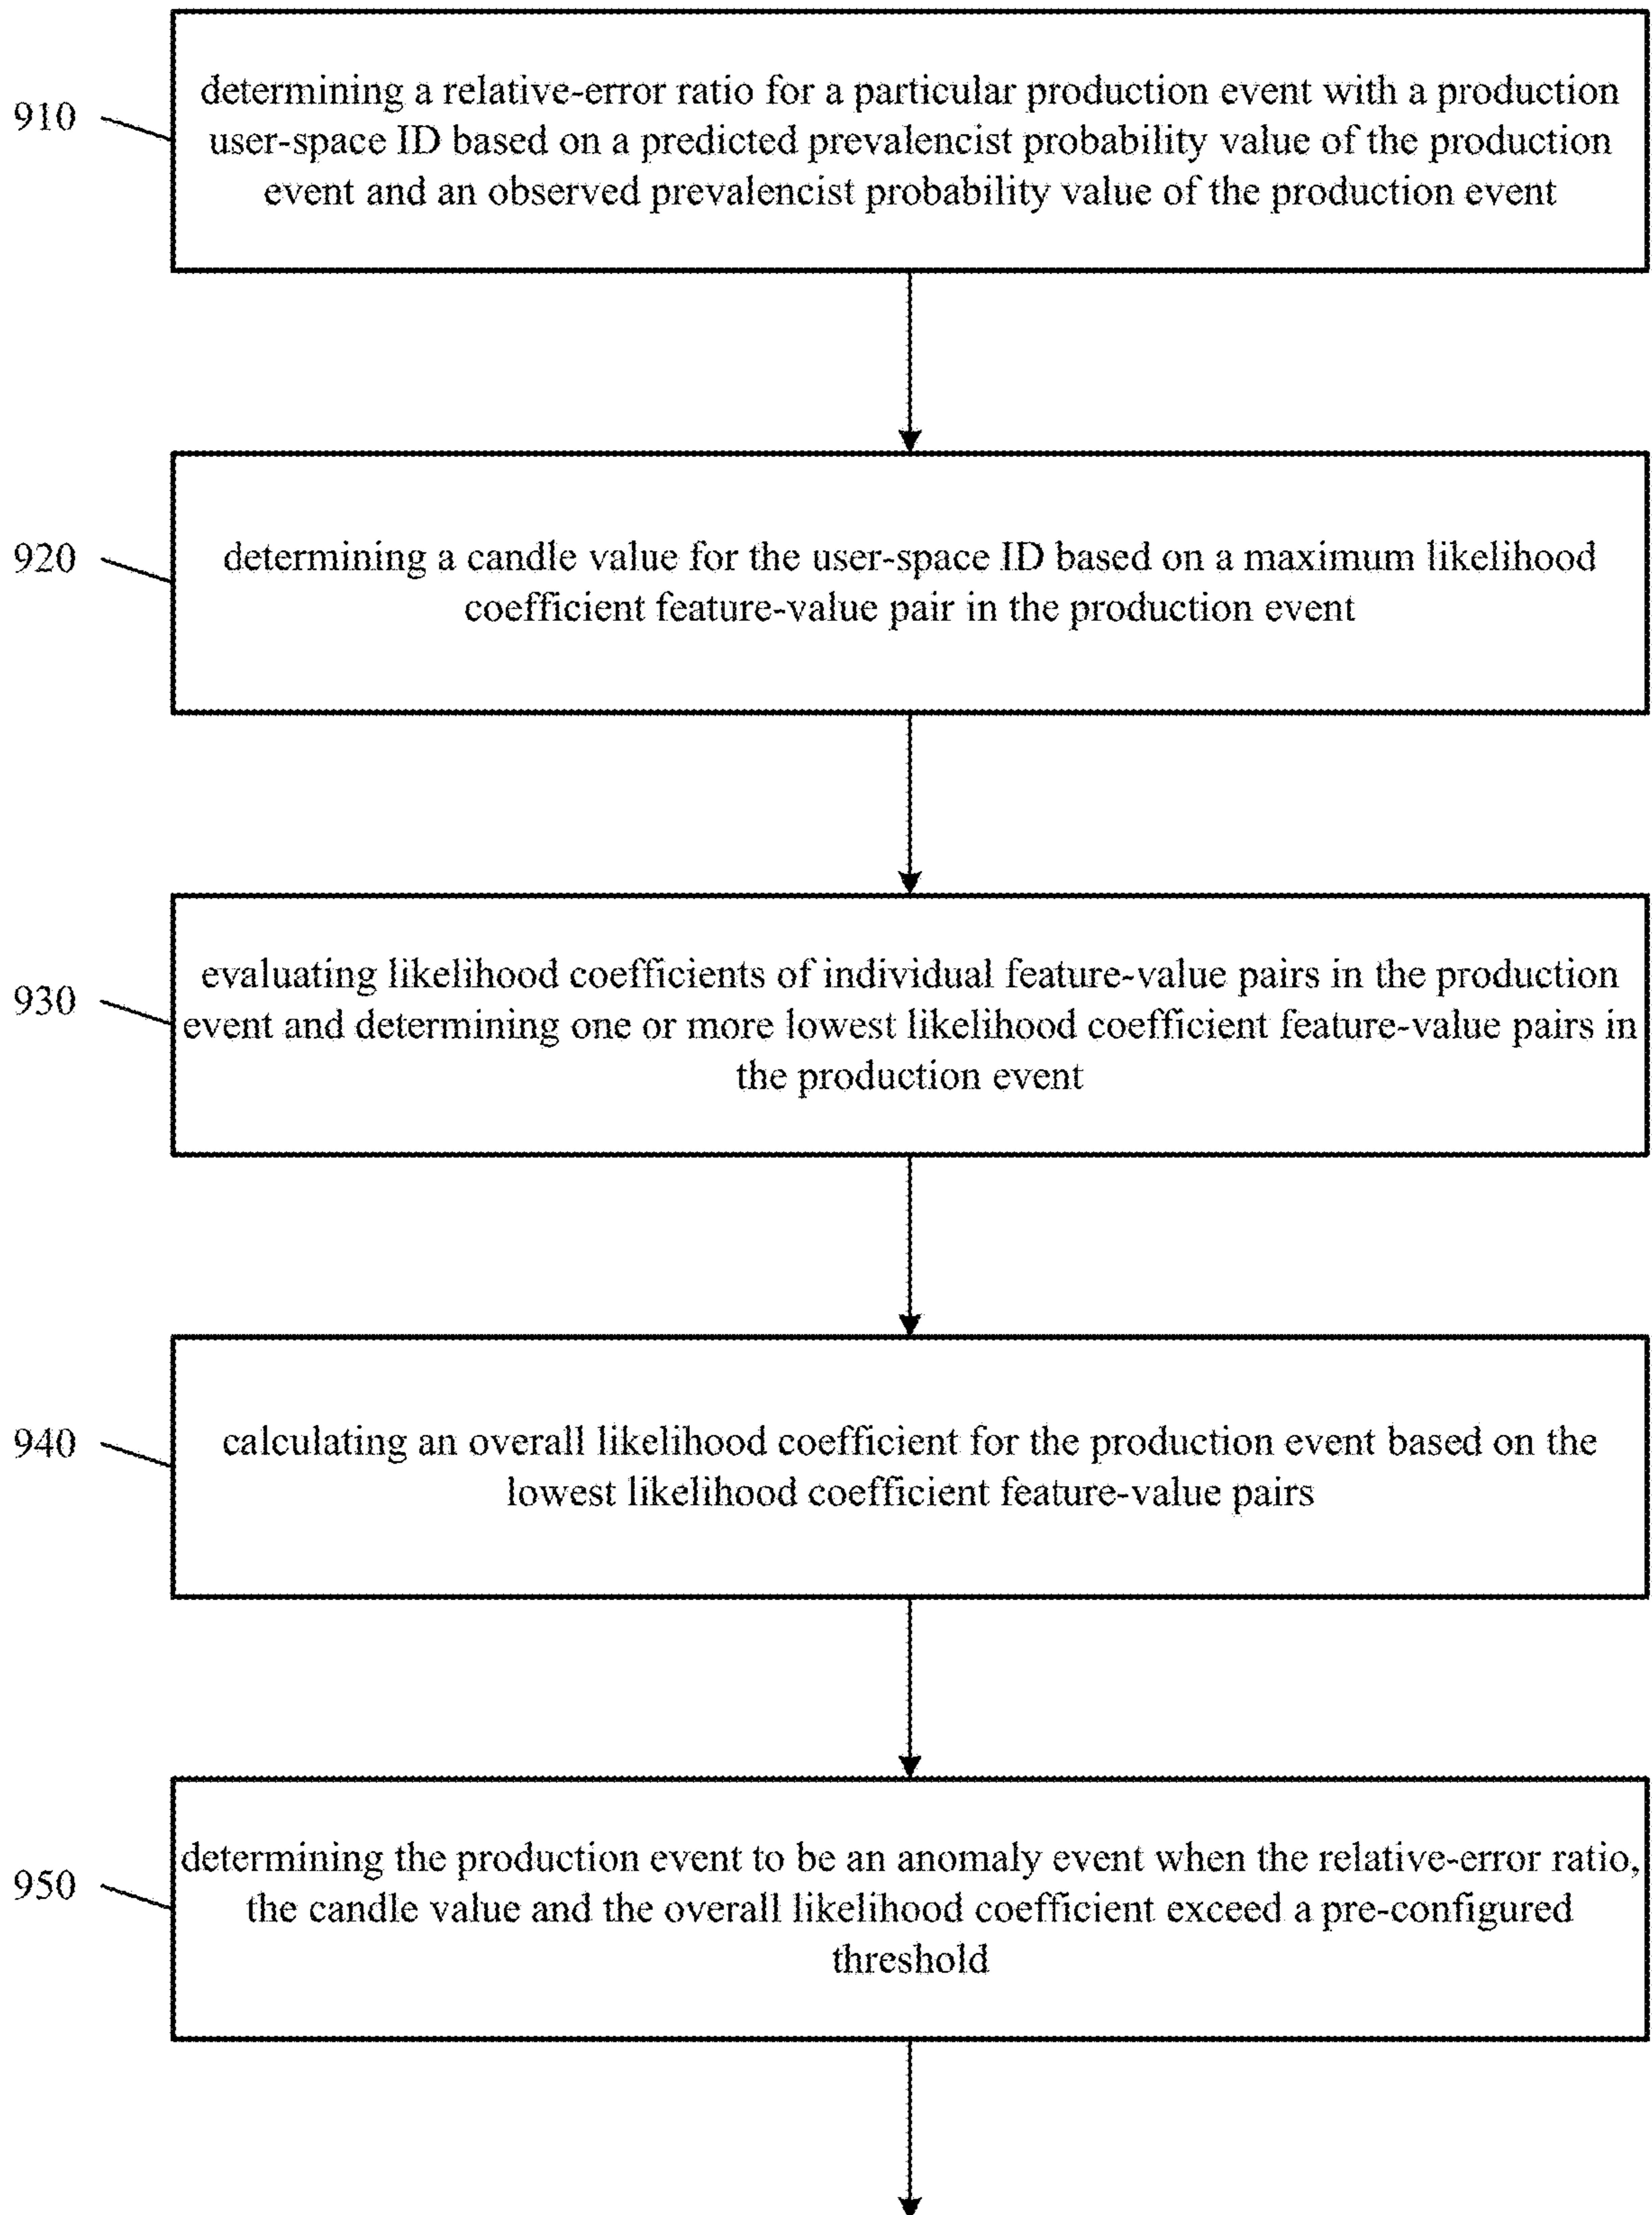 910
determining a relative-error ratio for a particular production event with a production
user-space ID based on a predicted prevalencist probability value of the production
event and an observed prevalencist probability value of the production event
920
determining a candle value for the user-space ID based on a maximum likelihood
coefficient feature-value pair in the production event
930
evaluating likelihood coefficients of individual feature-value pairs in the production
event and determining one or more lowest likelihood coefficient feature-value pairs in
the production event
940
calculating an overall likelihood coefficient for the production event based on the
lowest likelihood coefficient feature-value pairs
950
determining the production event to be an anomaly event when the relative-error ratio,
the candle value and the overall likelihood coefficient exceed a pre-configured
threshold